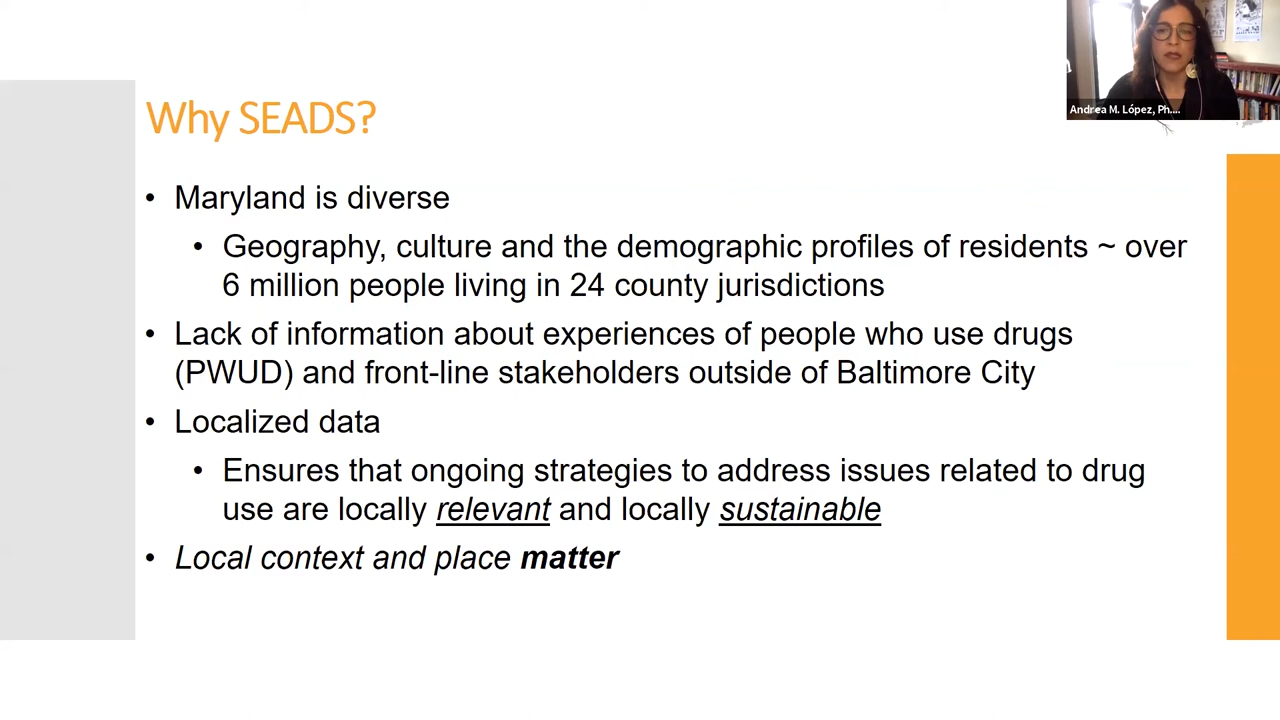 Andrea M. López, Ph....
Why SEADS?
• Maryland is diverse
• Geography, culture and the demographic profiles of residents ~ over
6 million people living in 24 county jurisdictions
• Lack of information about experiences of people who use drugs
(PWUD) and front-line stakeholders outside of Baltimore City
• Localized data
• Ensures that ongoing strategies to address issues related to drug
use are locally relevant and locally sustainable
• Local context and place matter